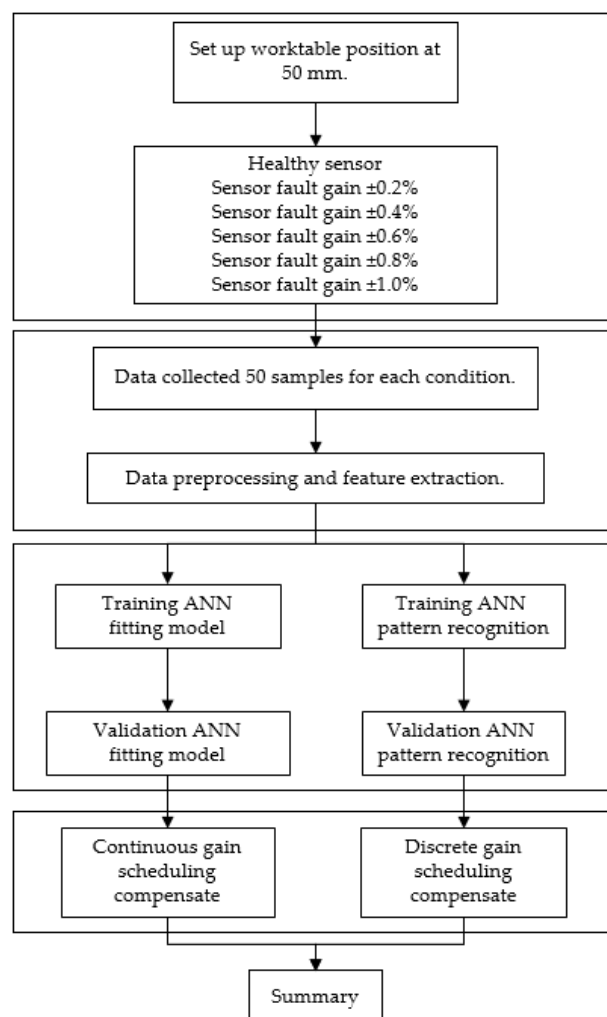 Set up worktable position at
50 mm.
Healthy sensor
Sensor fault gain ±0.2%
Sensor fault gain ±0.4%
Sensor fault gain ±0.6%
Sensor fault gain ±0.8%
Sensor fault gain ±1.0%
Data collected 50 samples for each condition.
Data preprocessing and feature extraction.
Training ANN
fitting model
Training ANN
pattern recognition
Validation ANN
fitting model
Validation ANN
pattern recognition
Continuous gain
scheduling
compensate
Discrete gain
scheduling
compensate
Summary